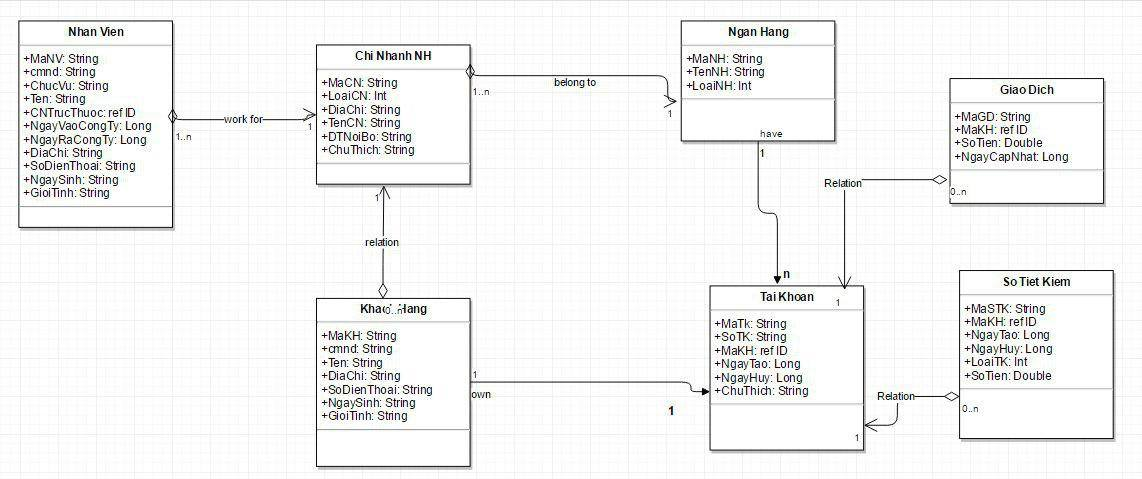 Nhan Vien
+MaNV: String
+cmnd: String
+ChucVu: String
+Ten: String
+CNTrucThuoc: ref ID
+NgayVaoCongTy: Long
+NgayRaCongTy: Long
+DiaChi: String
+SoDienThoai: String
+NgaySinh: String
+GioiTinh: String
1..n
work for
1
Chi Nhanh NH
+MaCN: String
+LoaiCN: Int
+DiaChi: String
+TenCN: String
+DTNoiBo: String
+ChuThich: String
1..n
belong to
1
Ngan Hang
+MaNH: String
+TenNH: String
+LoaiNH: Int
have
1
n
Giao Dich
+MaGD: String
+MaKH: ref ID
+SoTien: Double
+NgayCapNhat: Long
0..n
Relation
1
1
relation
0..n
+MaKH: String
+cmnd: String
+Ten: String
+DiaChi: String
+SoDienThoai: String
+NgaySinh: String
+GioiTinh: String
1
own
1
Tai Khoan
+MaTk: String
+SoTK: String
+MaKH: ref ID
+NgayTao: Long
+NgayHuy: Long
+ChuThich: String
1
So Tiet Kiem
+MaSTK: String
+MaKH: ref ID
+NgayTao: Long
+NgayHuy: Long
+LoaiTK: Int
+SoTien: Double
Relation
0..n